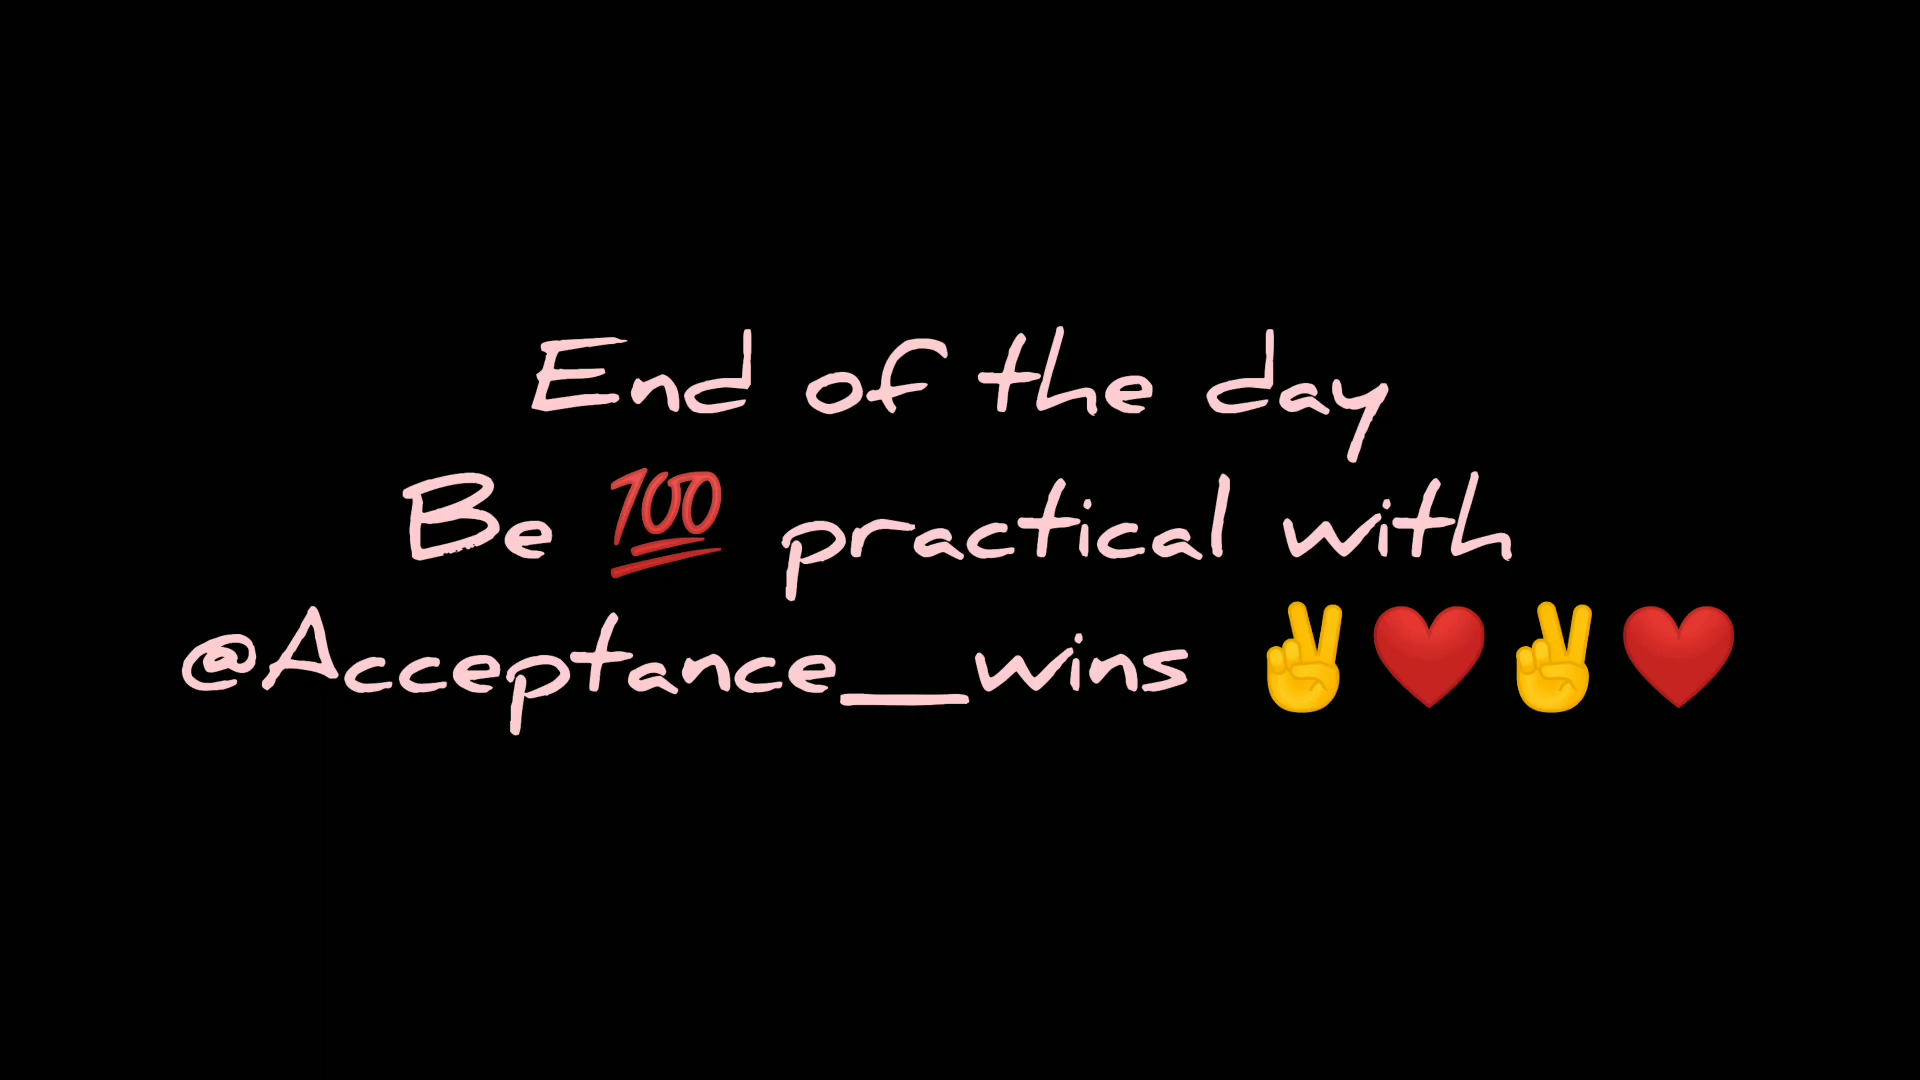 End of the day
Be 💯 practical with
@Acceptance__wins ✌️❤️✌️❤️